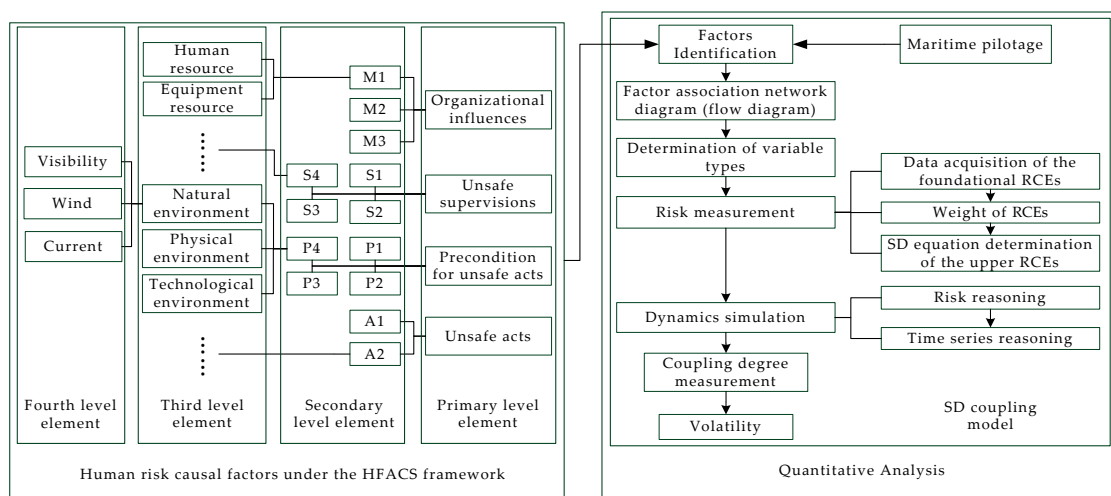 Visibility
Wind
Current
Fourth level
element
Human
resource
Equipment
resource
Natural
environment
Physical
environment
Technological
environment
Third level
element
M1
M2
M3
S4
S1
S3
S2
P4
P1
P3
P2
A1
A2
Secondary
level element
Organizational
influences
Unsafe
supervisions
Precondition
for unsafe acts
Unsafe acts
Primary level
element
Human risk causal factors under the HFACS framework
Factors
Identification
Maritime pilotage
Factor association network
diagram (flow diagram)
Determination of variable
types
Risk measurement
Data acquisition of the
foundational RCEs
Weight of RCEs
SD equation determination
of the upper RCEs
Dynamics simulation
Risk reasoning
Time series reasoning
Coupling degree
measurement
Volatility
SD coupling
model
Quantitative Analysis